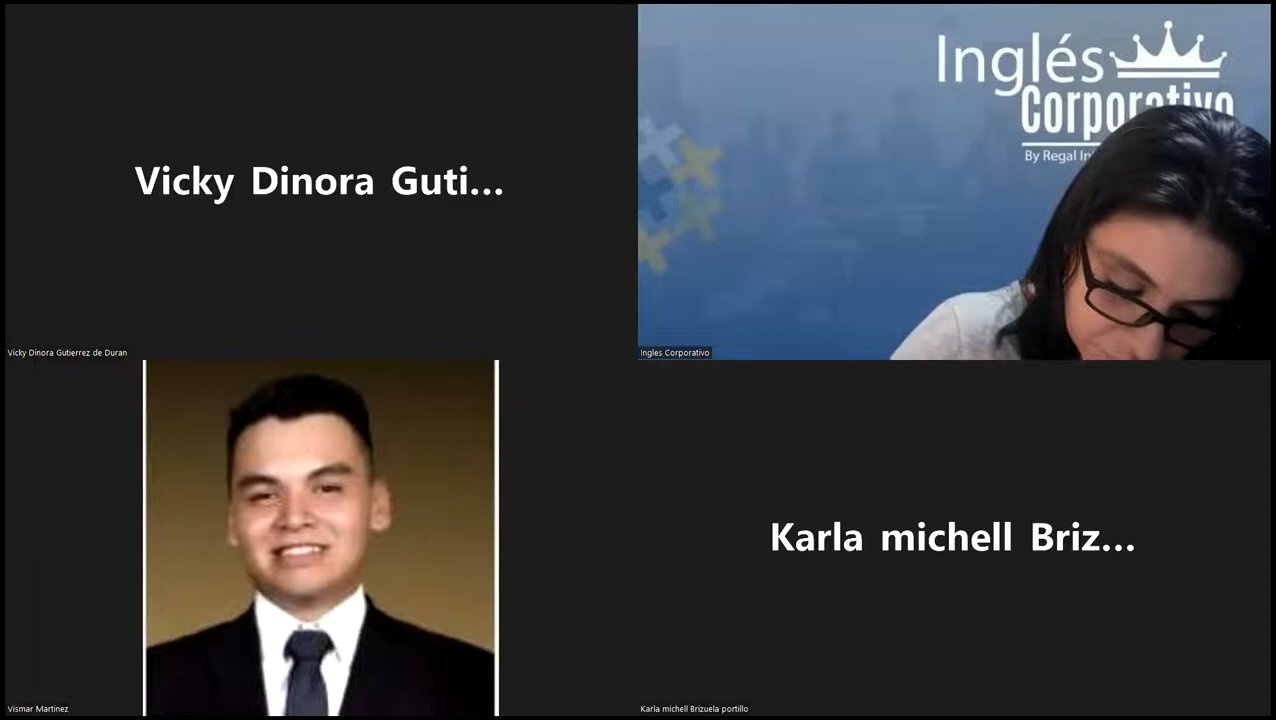 Vicky Dinora Guti...
Vicky Dinora Gutierrez de Duran
Inglés
Corporativo
By Regal In
Ingles Corporativo
Vismar Martinez
Karla michell Briz...
Karla michell Brizuela portillo